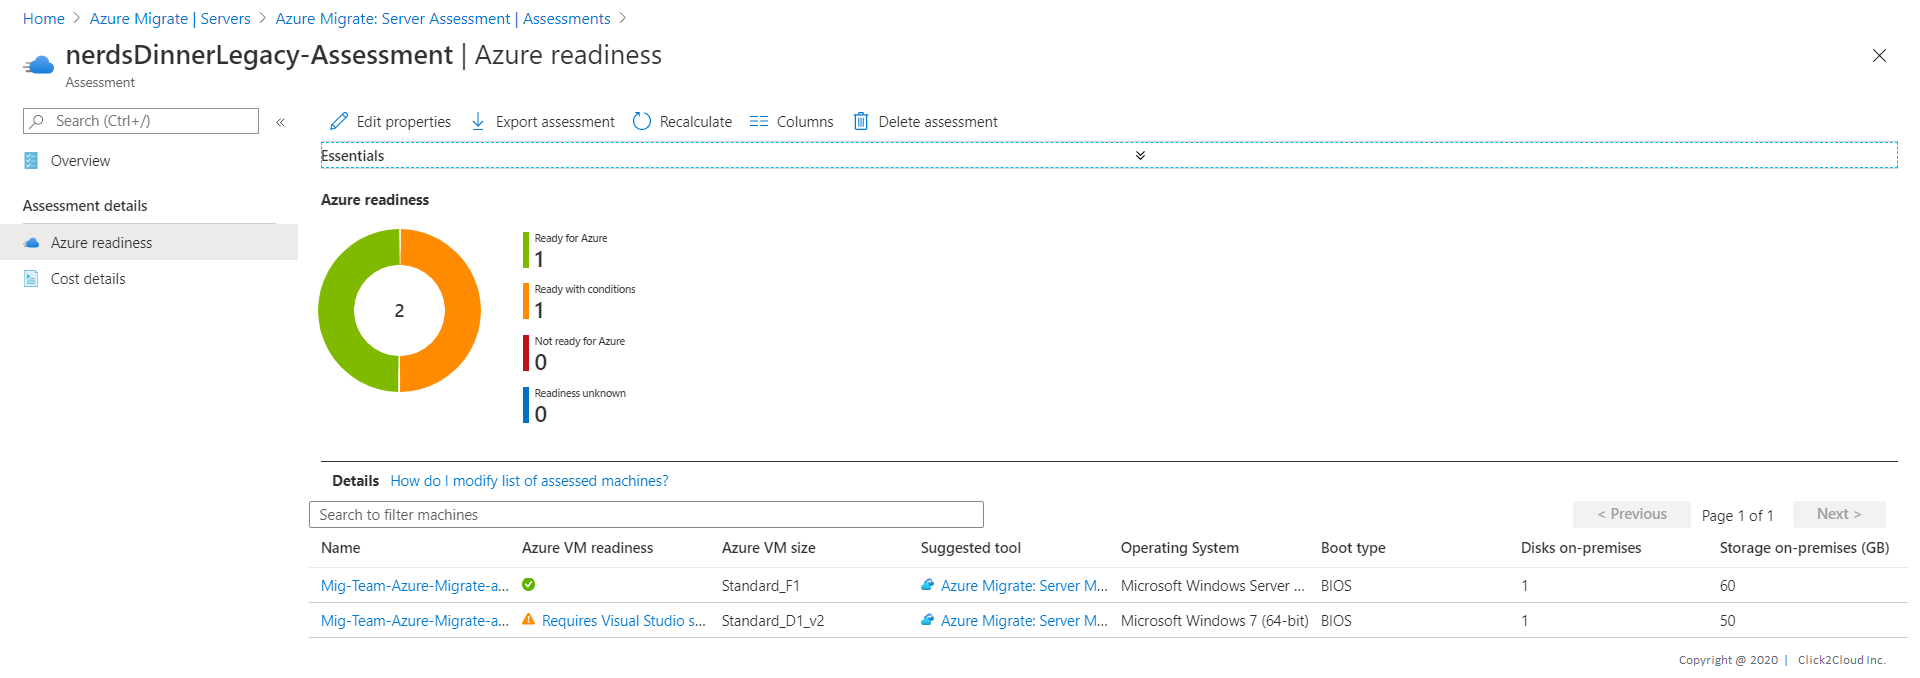 Home > Azure Migrate | Servers > Azure Migrate: Server Assessment | Assessments >
nerdsDinnerLegacy-Assessment | Azure readiness
Assessment
Search (Ctrl+/)
«
Overview
Assessment details
Azure readiness
Cost details
Edit properties
Export assessment
Recalculate
Columns
Delete assessment
Essentials
Azure readiness
2
Ready for Azure
1
Ready with conditions
1
Not ready for Azure
0
Readiness unknown
0
Details How do I modify list of assessed machines?
Search to filter machines
< Previous Page 1 of 1 Next >
Name Azure VM readiness Azure VM size Suggested tool Operating System Boot type Disks on-premises Storage on-premises (GB)
Mig-Team-Azure-Migrate-a... Standard_F1 Azure Migrate: Server M... Microsoft Windows Server ... BIOS 1 60
Mig-Team-Azure-Migrate-a... Requires Visual Studio s... Standard_D1_v2 Azure Migrate: Server M... Microsoft Windows 7 (64-bit) BIOS 1 50
Copyright @ 2020 | Click2Cloud Inc.